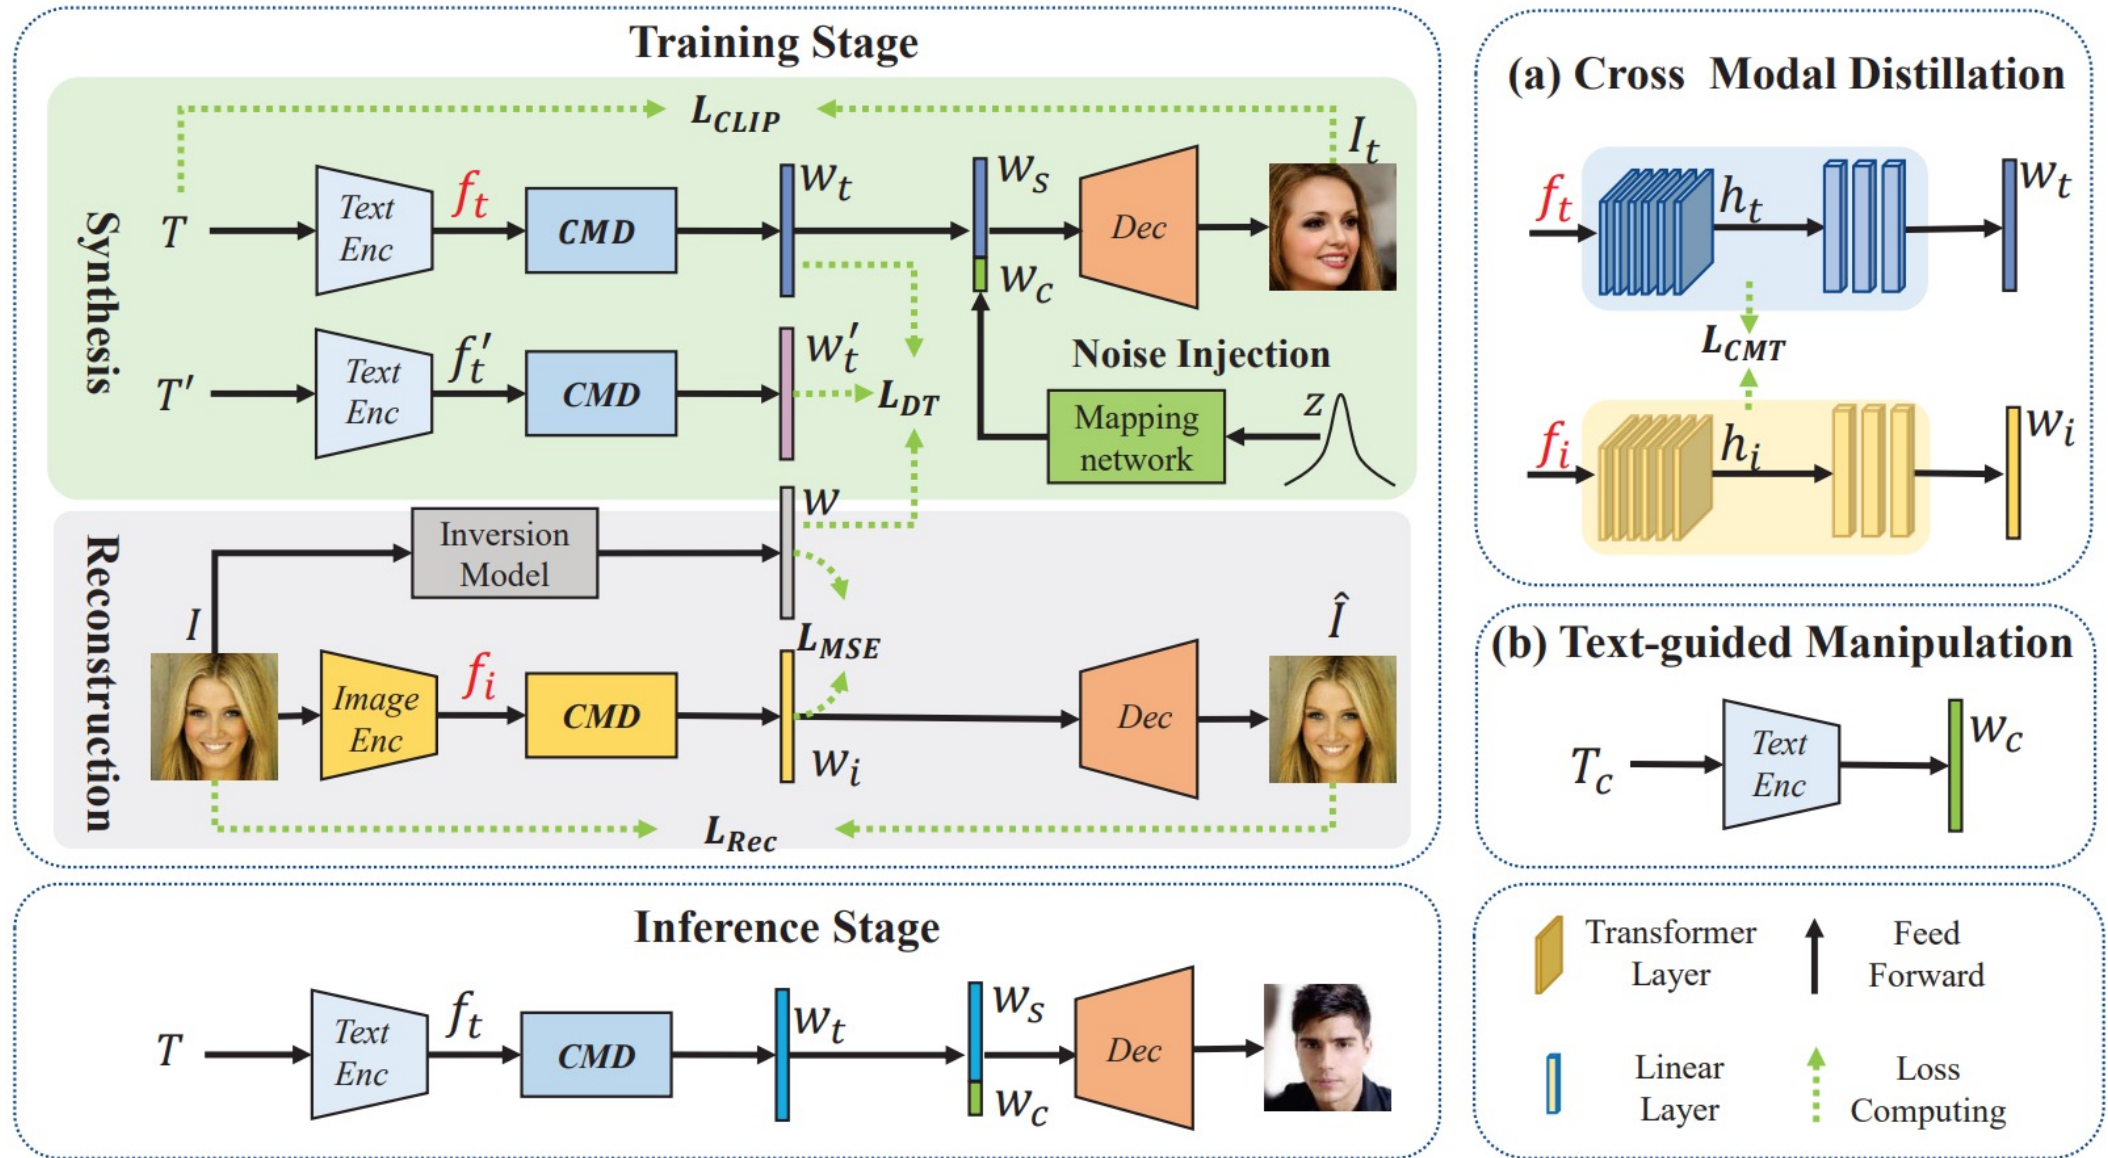 Training Stage
Synthesis
L_CLIP
I_t
T
Text
Enc
f_t
CMD
w_t
w_s
w_c
Dec
T′
Text
Enc
f_t′
CMD
w_t′
L_DT
Noise Injection
Mapping
network
z
Reconstruction
I
Inversion
Model
w
L_MSE
Image
Enc
f_i
CMD
w_i
Dec
Î
L_Rec
Inference Stage
T
Text
Enc
f_t
CMD
w_t
w_s
w_c
Dec
(a) Cross Modal Distillation
f_t
h_t
w_t
L_CMT
f_i
h_i
w_i
(b) Text-guided Manipulation
T_c
Text
Enc
w_c
Transformer
Layer
Feed
Forward
Linear
Layer
Loss
Computing